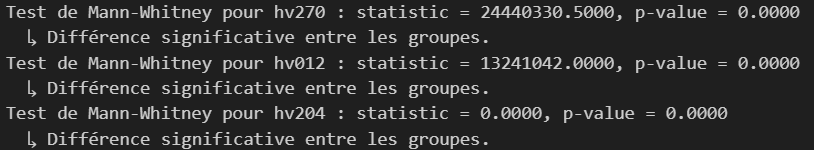 Test de Mann-Whitney pour hv270 : statistic = 24440330.5000, p-value = 0.0000
↳ Différence significative entre les groupes.
Test de Mann-Whitney pour hv012 : statistic = 13241042.0000, p-value = 0.0000
↳ Différence significative entre les groupes.
Test de Mann-Whitney pour hv204 : statistic = 0.0000, p-value = 0.0000
↳ Différence significative entre les groupes.